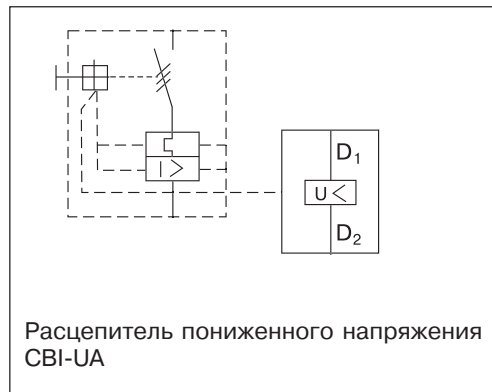 I >
D₁
U <
D₂
Расцепитель пониженного напряжения
CBI-UA